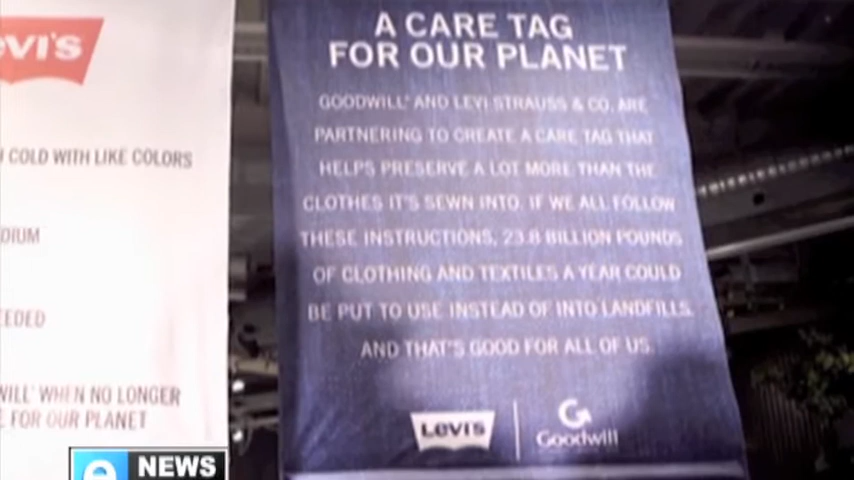 LEVI'S
COLD WITH LIKE COLORS
DIUM
EEDED
WILL' WHEN NO LONGER
FOR OUR PLANET
A CARE TAG
FOR OUR PLANET
GOODWILL' AND LEVI STRAUSS & CO. ARE
PARTNERING TO CREATE A CARE TAG THAT
HELPS PRESERVE A LOT MORE THAN THE
CLOTHES IT'S SEWN INTO. IF WE ALL FOLLOW
THESE INSTRUCTIONS, 23.8 BILLION POUNDS
OF CLOTHING AND TEXTILES A YEAR COULD
BE PUT TO USE INSTEAD OF INTO LANDFILLS.
AND THAT'S GOOD FOR ALL OF US.
LEVI'S
Goodwill
e NEWS